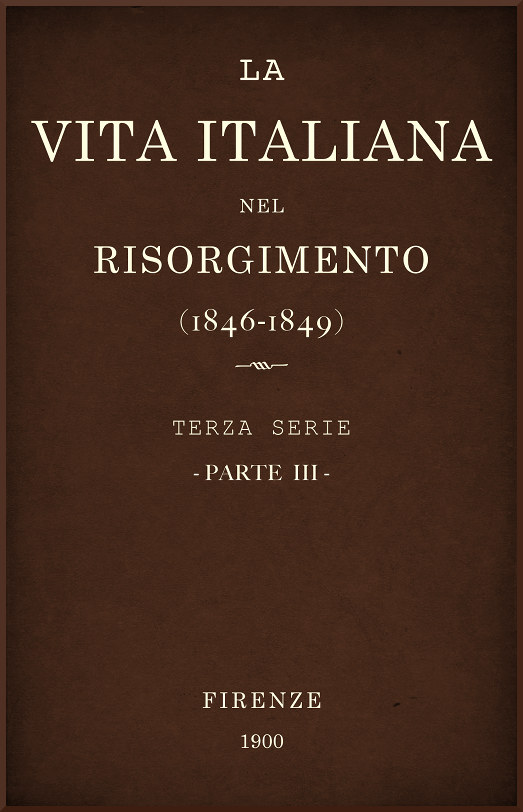 LA
VITA ITALIANA
NEL
RISORGIMENTO
(1846-1849)
TERZA SERIE
- PARTE III -
FIRENZE
1900